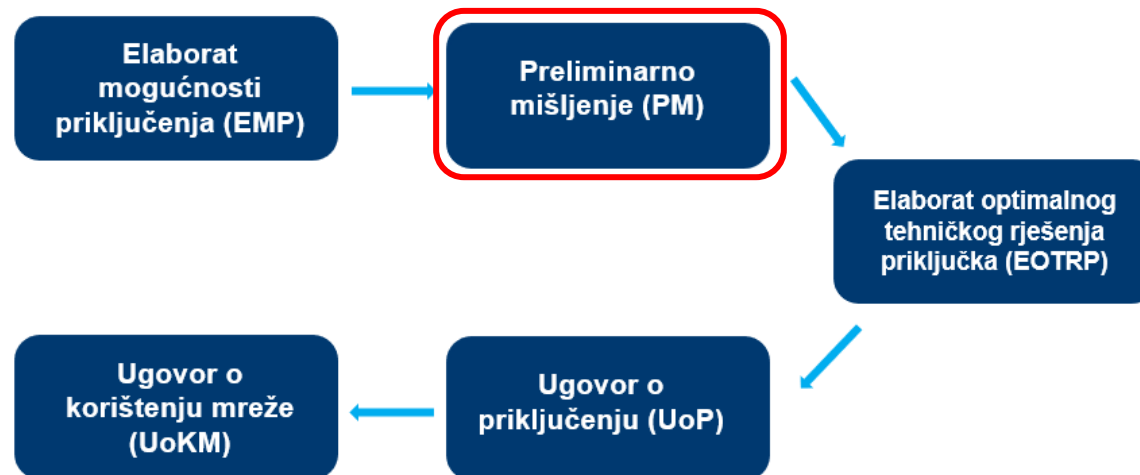 Elaborat
mogućnosti
priključenja (EMP)
Preliminarno
mišljenje (PM)
Elaborat optimalnog
tehničkog rješenja
priključka (EOTRP)
Ugovor o
priključenju (UoP)
Ugovor o
korištenju mreže
(UoKM)